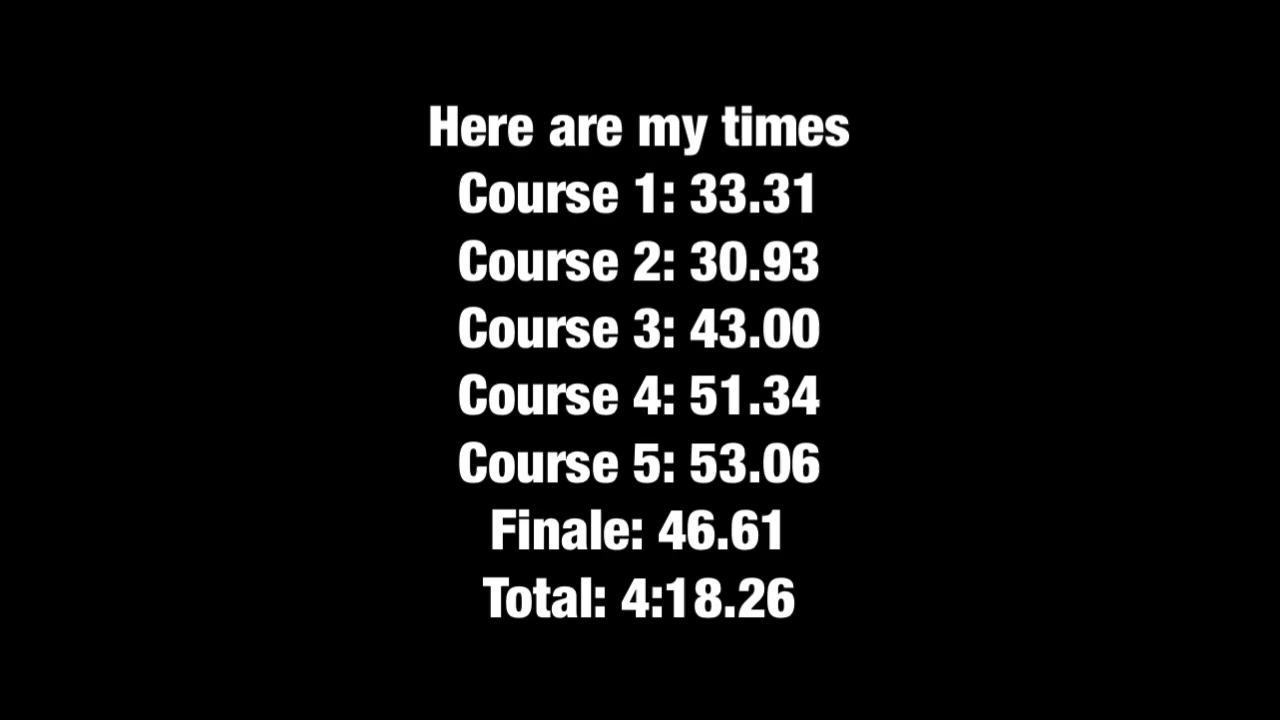 Here are my times
Course 1: 33.31
Course 2: 30.93
Course 3: 43.00
Course 4: 51.34
Course 5: 53.06
Finale: 46.61
Total: 4:18.26